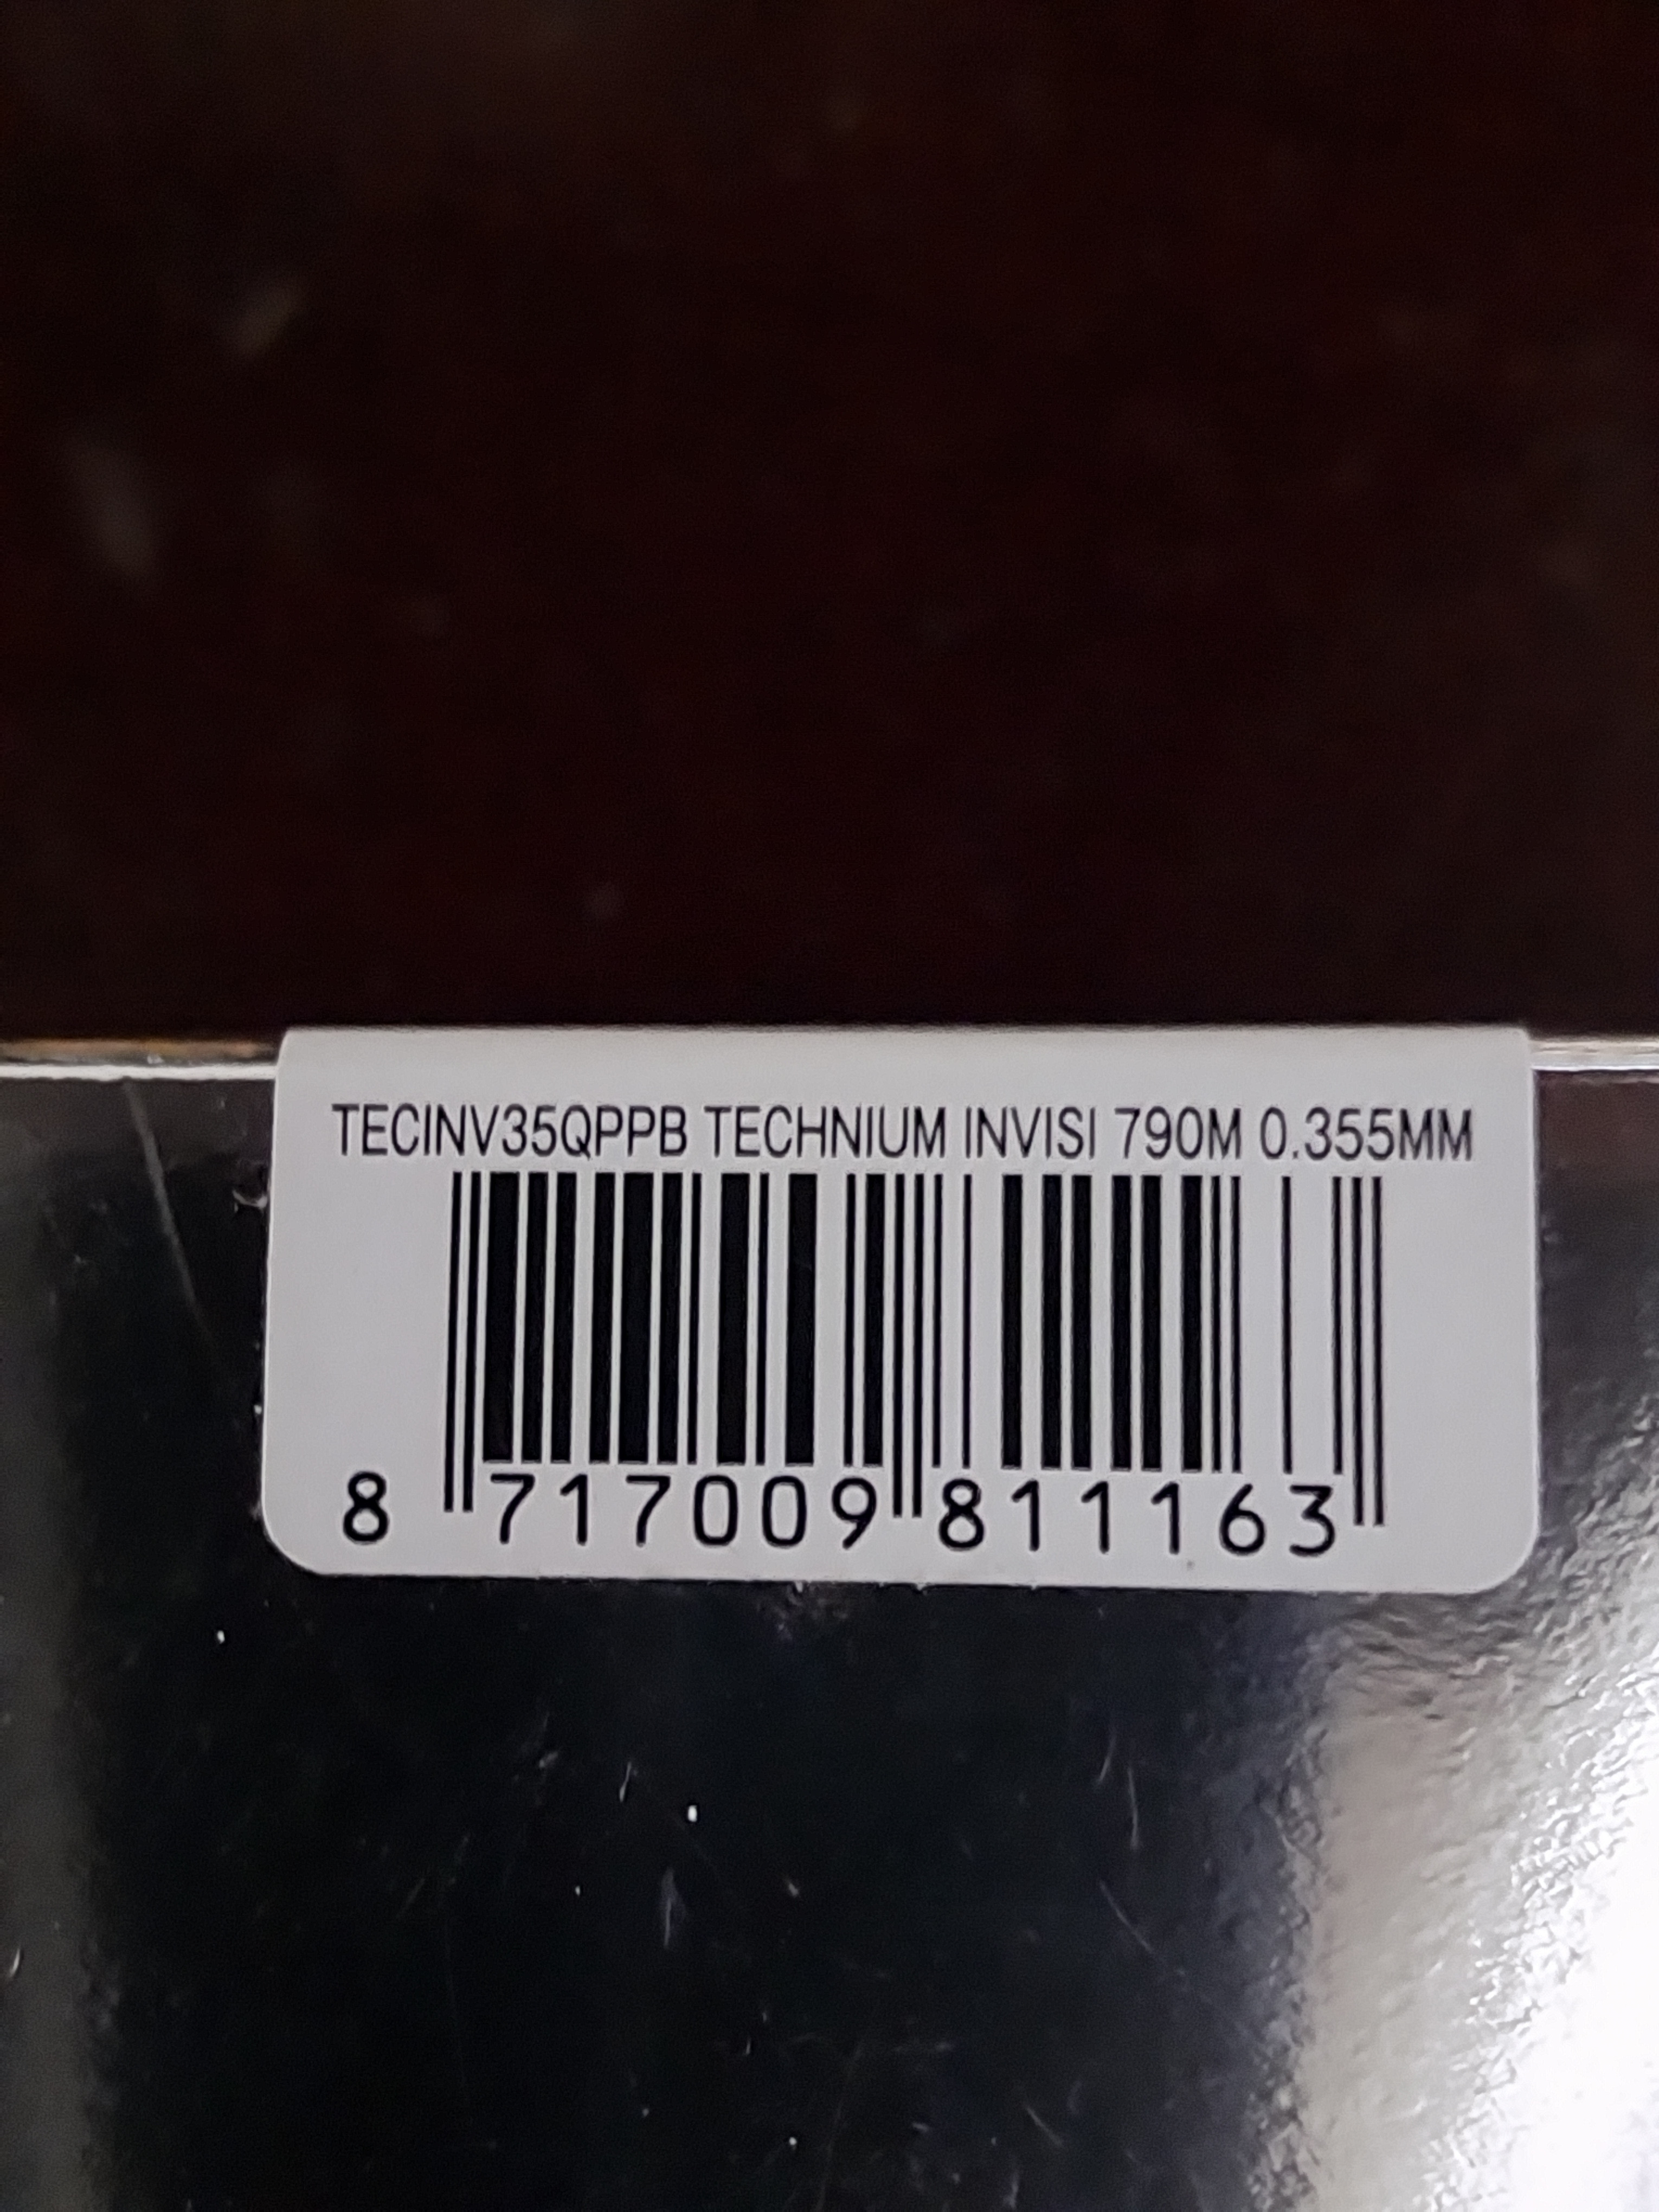 TECINV35QPPB TECHNIUM INVISI 790M 0.355MM
8 717009 811163